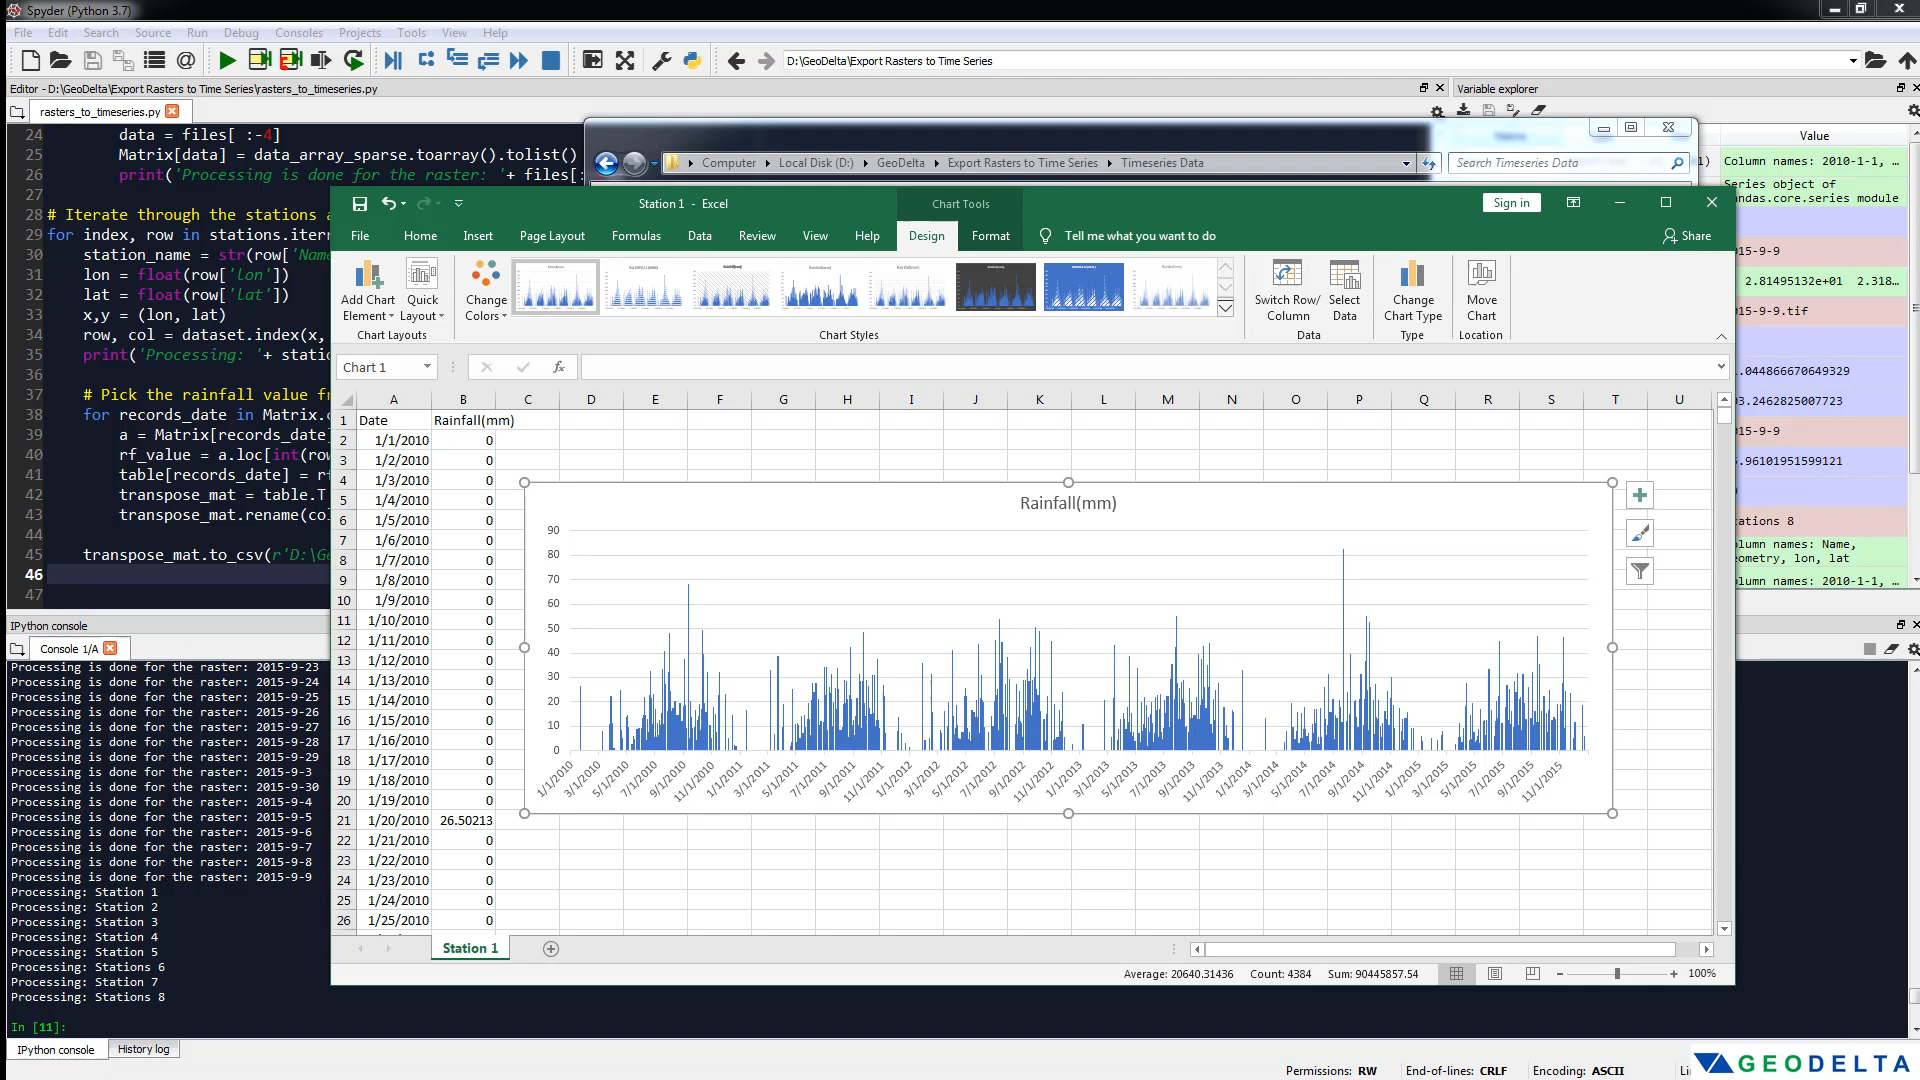 Spyder (Python 3.7)
File Edit Search Source Run Debug Consoles Projects Tools View Help
D:\GeoDelta\Export Rasters to Time Series
Editor - D:\GeoDelta\Export Rasters to Time Series\rasters_to_timeseries.py
Variable explorer
rasters_to_timeseries.py
Value
24 data = files[ :-4]
25 Matrix[data] = data_array_sparse.toarray().tolist()
26 print('Processing is done for the raster: '+ files[:
27
28 # Iterate through the stations a
29 for index, row in stations.iterr
30 station_name = str(row['Name
31 lon = float(row['lon'])
32 lat = float(row['lat'])
33 x,y = (lon, lat)
34 row, col = dataset.index(x,
35 print('Processing: '+ static
36
37 # Pick the rainfall value fr
38 for records_date in Matrix.c
39 a = Matrix[records_date]
40 rf_value = a.loc[int(row
41 table[records_date] = rf
42 transpose_mat = table.T
43 transpose_mat.rename(col
44
45 transpose_mat.to_csv(r'D:\Ge
46
47
Computer Local Disk (D:) GeoDelta Export Rasters to Time Series Timeseries Data
Search Timeseries Data
Column names: 2010-1-1, ...
Series object of
andas.core.series module
15-9-9
2.81495132e+01 2.318...
15-9-9.tif
.044866670649329
3.2462825007723
15-9-9
.96101951599121
ations 8
lumn names: Name,
eometry, lon, lat
lumn names: 2010-1-1, ...
Station 1 - Excel
Chart Tools
Sign in
File Home Insert Page Layout Formulas Data Review View Help Design Format Tell me what you want to do Share
Add Chart Element
Quick Layout
Change Colors
Switch Row/ Column
Select Data
Change Chart Type
Move Chart
Chart Layouts Chart Styles Data Type Location
Chart 1
fx
A B C D E F G H I J K L M N O P Q R S T U
1 Date Rainfall(mm)
2 1/1/2010 0
3 1/2/2010 0
4 1/3/2010 0
5 1/4/2010 0
6 1/5/2010 0
7 1/6/2010 0
8 1/7/2010 0
9 1/8/2010 0
10 1/9/2010 0
11 1/10/2010 0
12 1/11/2010 0
13 1/12/2010 0
14 1/13/2010 0
15 1/14/2010 0
16 1/15/2010 0
17 1/16/2010 0
18 1/17/2010 0
19 1/18/2010 0
20 1/19/2010 0
21 1/20/2010 26.50213
22 1/21/2010 0
23 1/22/2010 0
24 1/23/2010 0
25 1/24/2010 0
26 1/25/2010 0
Rainfall(mm)
90
80
70
60
50
40
30
20
10
0
1/1/2010 3/1/2010 5/1/2010 7/1/2010 9/1/2010 11/1/2010 1/1/2011 3/1/2011 5/1/2011 7/1/2011 9/1/2011 11/1/2011 1/1/2012 3/1/2012 5/1/2012 7/1/2012 9/1/2012 11/1/2012 1/1/2013 3/1/2013 5/1/2013 7/1/2013 9/1/2013 11/1/2013 1/1/2014 3/1/2014 5/1/2014 7/1/2014 9/1/2014 11/1/2014 1/1/2015 3/1/2015 5/1/2015 7/1/2015 9/1/2015 11/1/2015
Station 1
Average: 20640.31436 Count: 4384 Sum: 90445857.54 100%
IPython console
Console 1/A
Processing is done for the raster: 2015-9-23
Processing is done for the raster: 2015-9-24
Processing is done for the raster: 2015-9-25
Processing is done for the raster: 2015-9-26
Processing is done for the raster: 2015-9-27
Processing is done for the raster: 2015-9-28
Processing is done for the raster: 2015-9-29
Processing is done for the raster: 2015-9-3
Processing is done for the raster: 2015-9-30
Processing is done for the raster: 2015-9-4
Processing is done for the raster: 2015-9-5
Processing is done for the raster: 2015-9-6
Processing is done for the raster: 2015-9-7
Processing is done for the raster: 2015-9-8
Processing is done for the raster: 2015-9-9
Processing: Station 1
Processing: Station 2
Processing: Station 3
Processing: Station 4
Processing: Station 5
Processing: Stations 6
Processing: Station 7
Processing: Stations 8
In [11]:
IPython console History log
Permissions: RW End-of-lines: CRLF Encoding: ASCII Li
GEODELTA